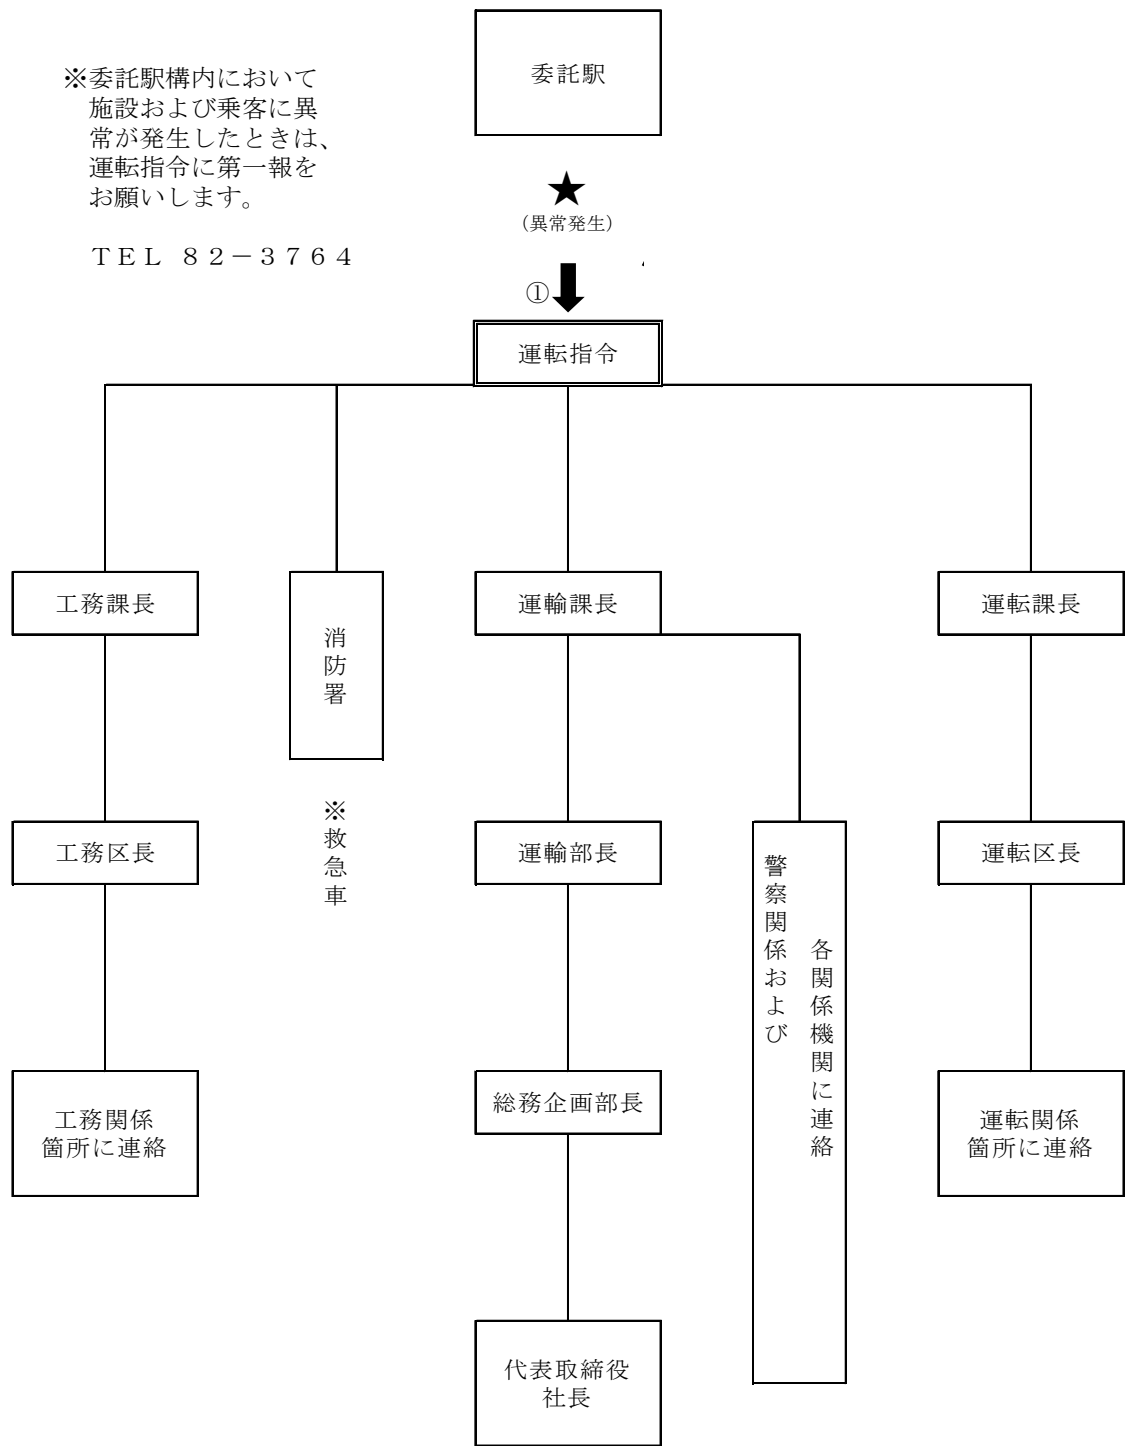 委託駅
※委託駅構内において
施設および乗客に異
常が発生したときは、
運転指令に第一報を
お願いします。
ＴＥＬ ８２－３７６４
★
(異常発生)
①
運転指令
工務課長
消防署
運輸課長
運転課長
※救急車
工務区長
運輸部長
警察関係および
各関係機関に連絡
運転区長
工務関係
箇所に連絡
総務企画部長
運転関係
箇所に連絡
代表取締役
社長